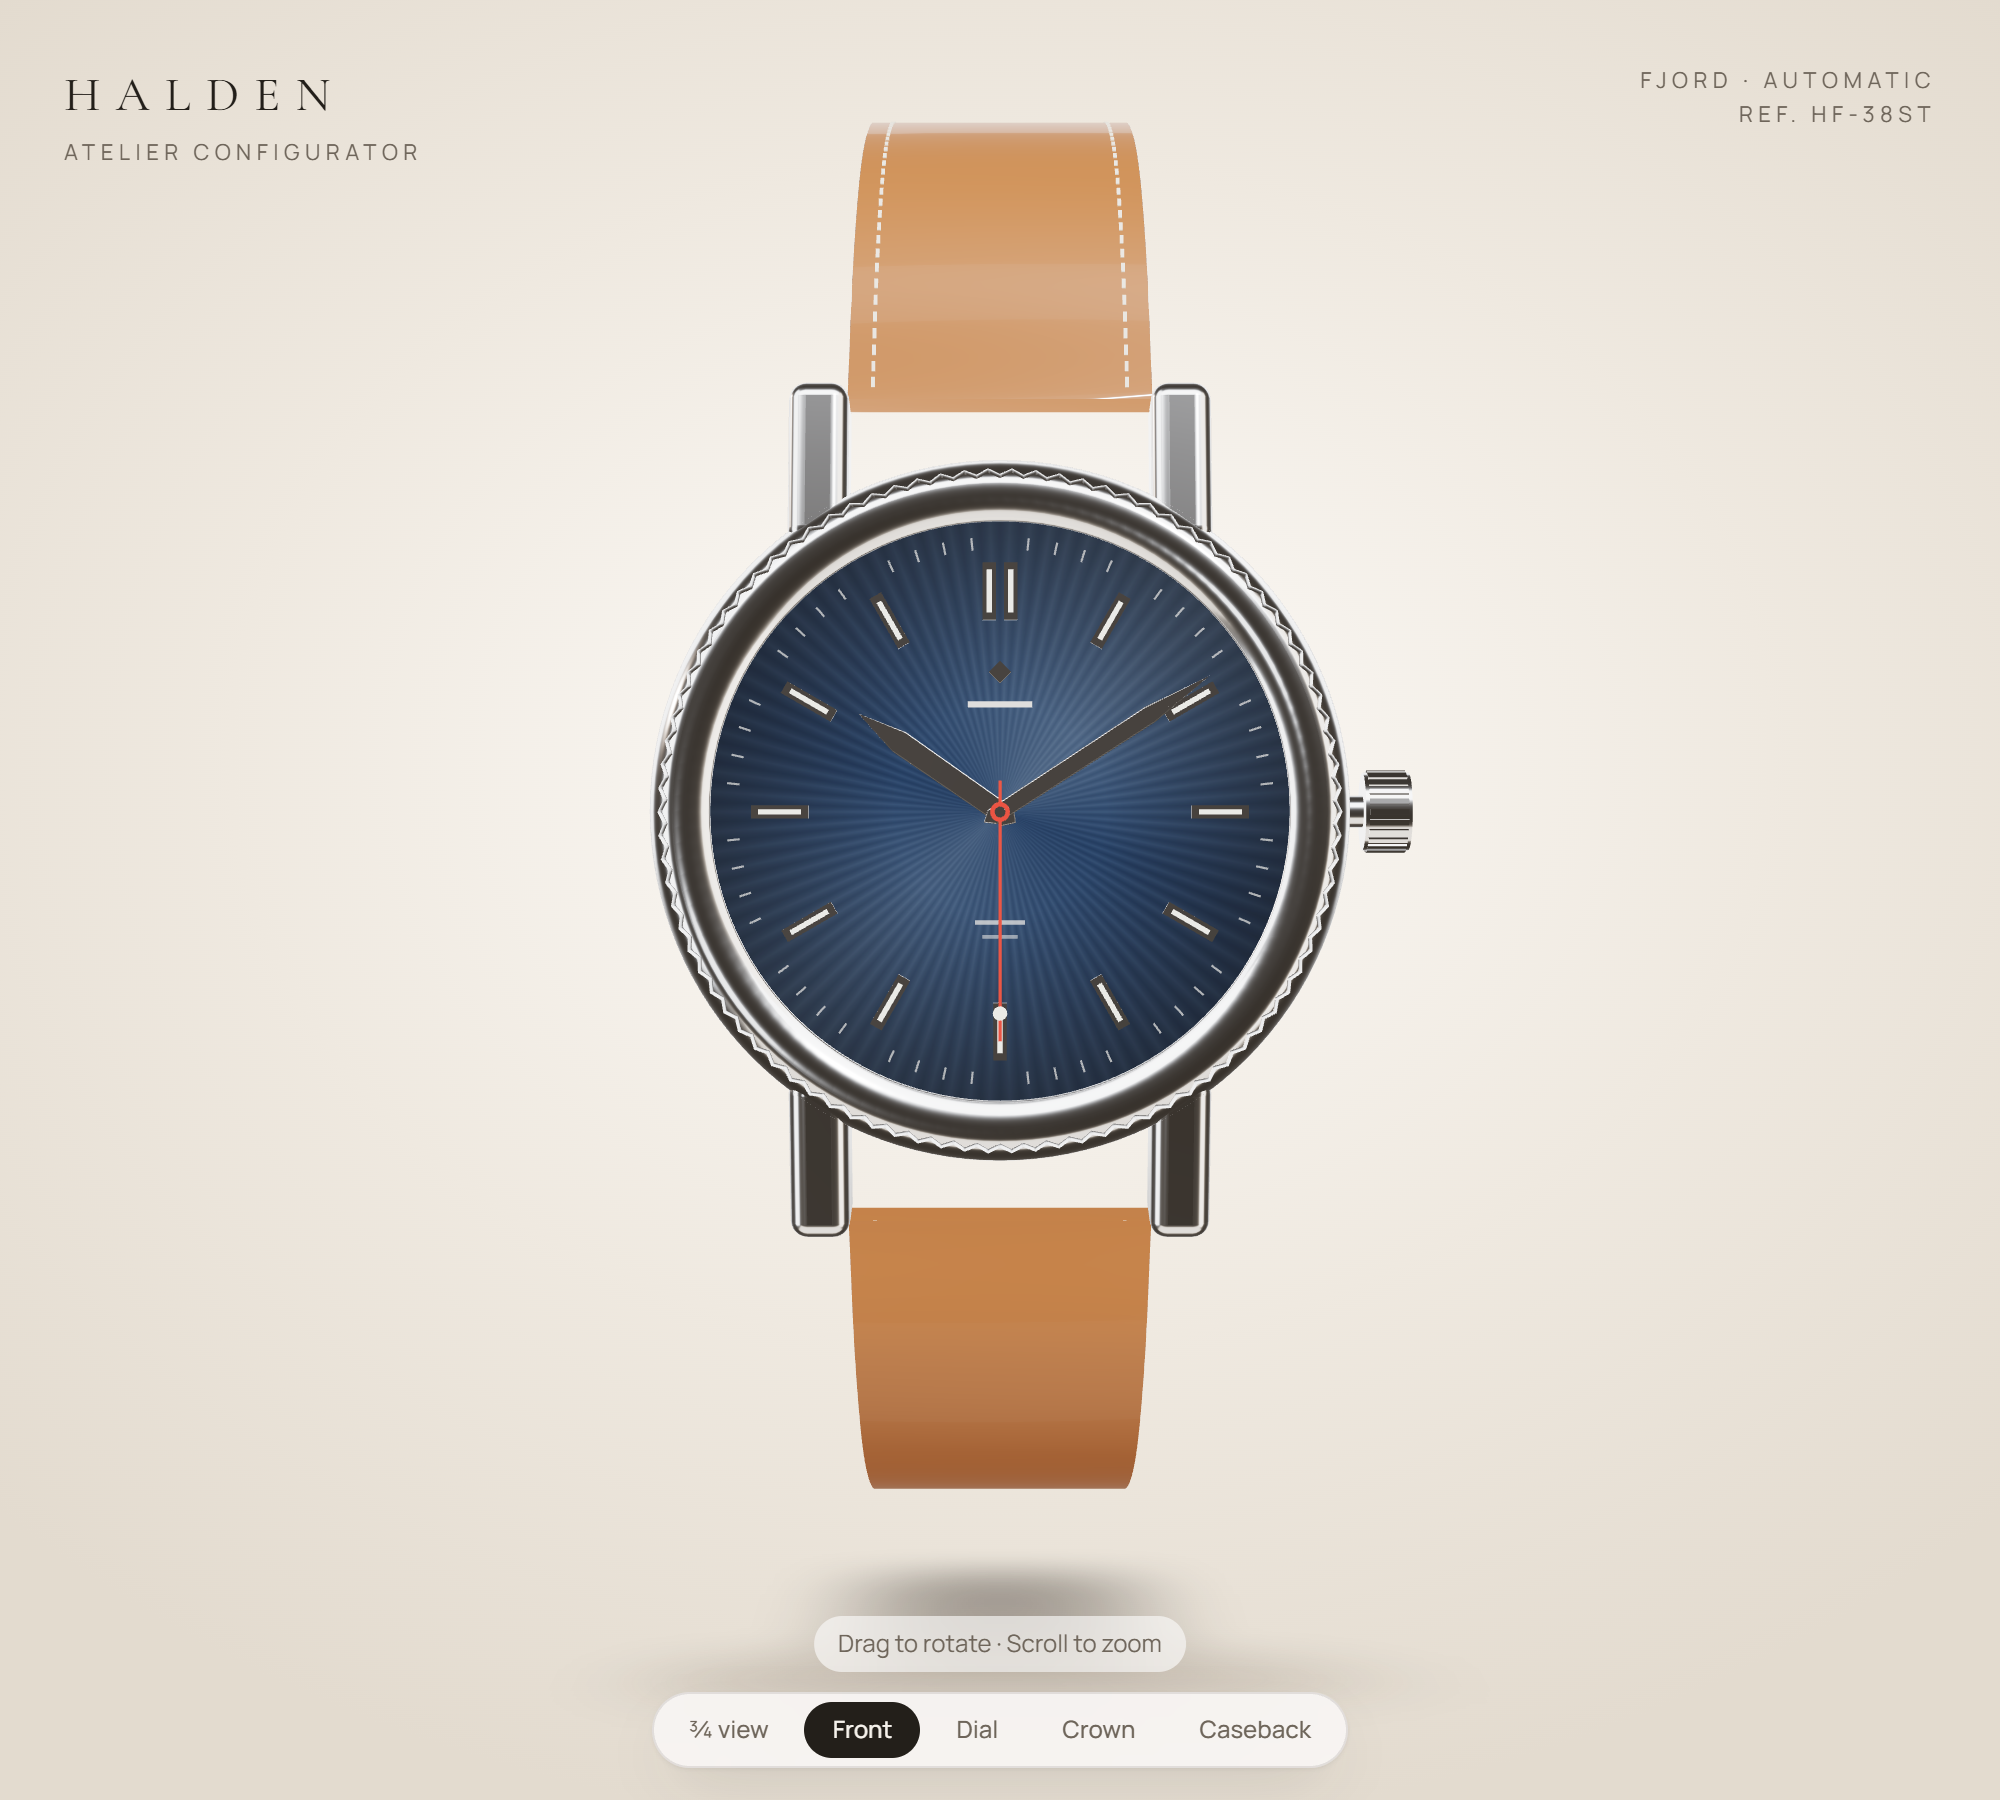 HALDEN
ATELIER CONFIGURATOR
FJORD · AUTOMATIC
REF. HF-38ST
Drag to rotate · Scroll to zoom
¾ view
Front
Dial
Crown
Caseback